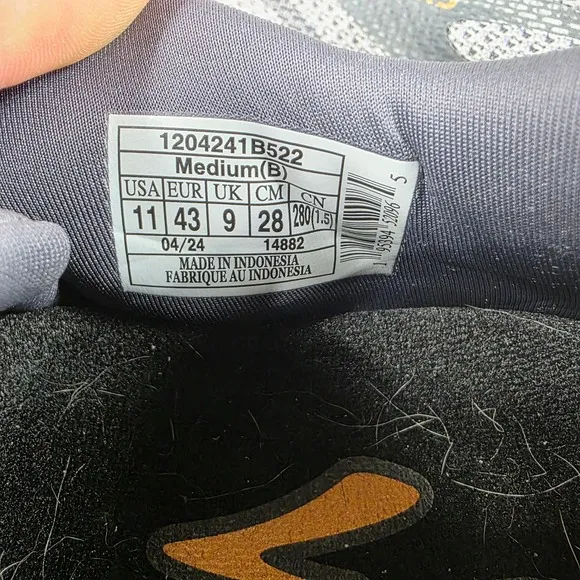 1204241B522
Medium(B)
USA EUR UK CM CN
11 43 9 28 280(1.5)
04/24 14882
MADE IN INDONESIA
FABRIQUE AU INDONESIA
5